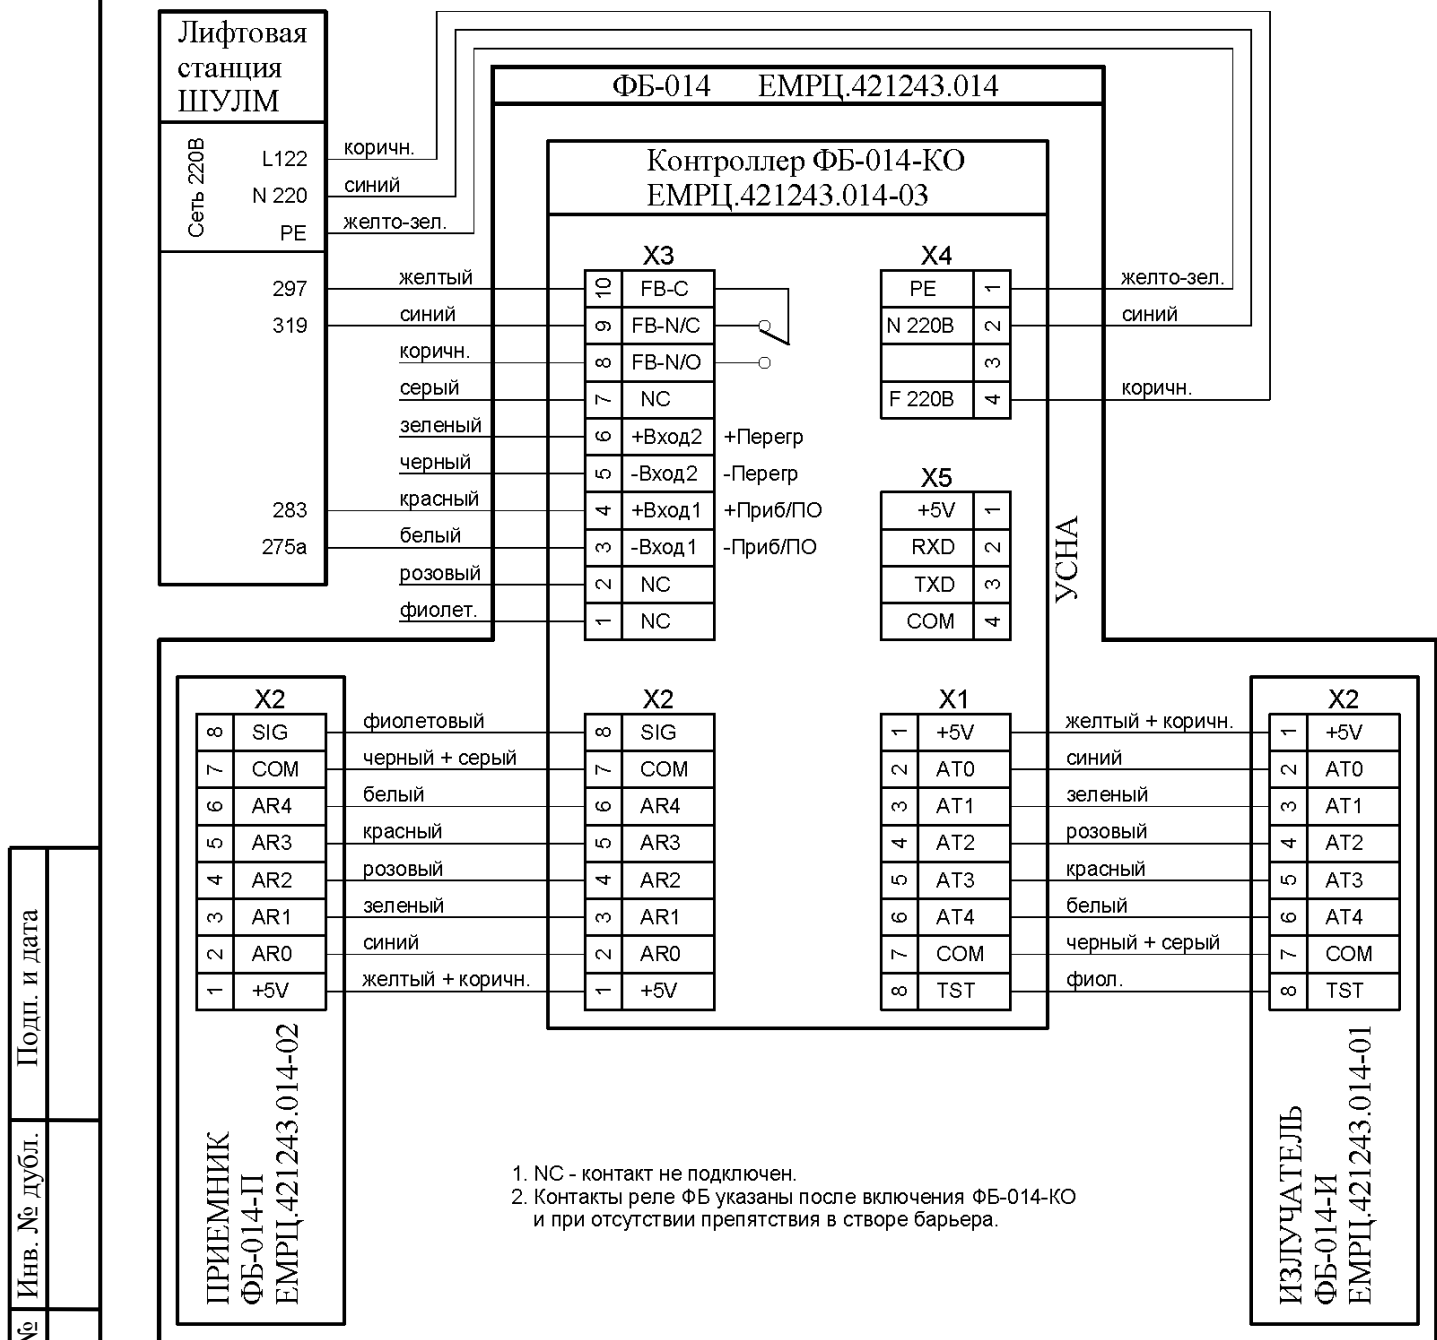 Лифтовая
станция
ШУЛМ
Сеть 220В
L122
N 220
PE
297
319
283
275а
коричн.
синий
желто-зел.
желтый
синий
коричн.
серый
зеленый
черный
красный
белый
розовый
фиолет.
ФБ-014 ЕМРЦ.421243.014
Контроллер ФБ-014-КО
ЕМРЦ.421243.014-03
X3
10 FB-C
9 FB-N/C
8 FB-N/O
7 NC
6 +Вход2 +Перегр
5 -Вход2 -Перегр
4 +Вход1 +Приб/ПО
3 -Вход1 -Приб/ПО
2 NC
1 NC
X4
PE 1
N 220В 2
3
F 220В 4
желто-зел.
синий
коричн.
X5
+5V 1
RXD 2
TXD 3
COM 4
УСНА
X2
8 SIG
7 COM
6 AR4
5 AR3
4 AR2
3 AR1
2 AR0
1 +5V
фиолетовый
черный + серый
белый
красный
розовый
зеленый
синий
желтый + коричн.
X2
8 SIG
7 COM
6 AR4
5 AR3
4 AR2
3 AR1
2 AR0
1 +5V
X1
1 +5V
2 AT0
3 AT1
4 AT2
5 AT3
6 AT4
7 COM
8 TST
желтый + коричн.
синий
зеленый
розовый
красный
белый
черный + серый
фиол.
X2
1 +5V
2 AT0
3 AT1
4 AT2
5 AT3
6 AT4
7 COM
8 TST
ПРИЕМНИК
ФБ-014-П
ЕМРЦ.421243.014-02
1. NC - контакт не подключен.
2. Контакты реле ФБ указаны после включения ФБ-014-КО
и при отсутствии препятствия в створе барьера.
ИЗЛУЧАТЕЛЬ
ФБ-014-И
ЕМРЦ.421243.014-01
Подп. и дата
Инв. № дубл.
№